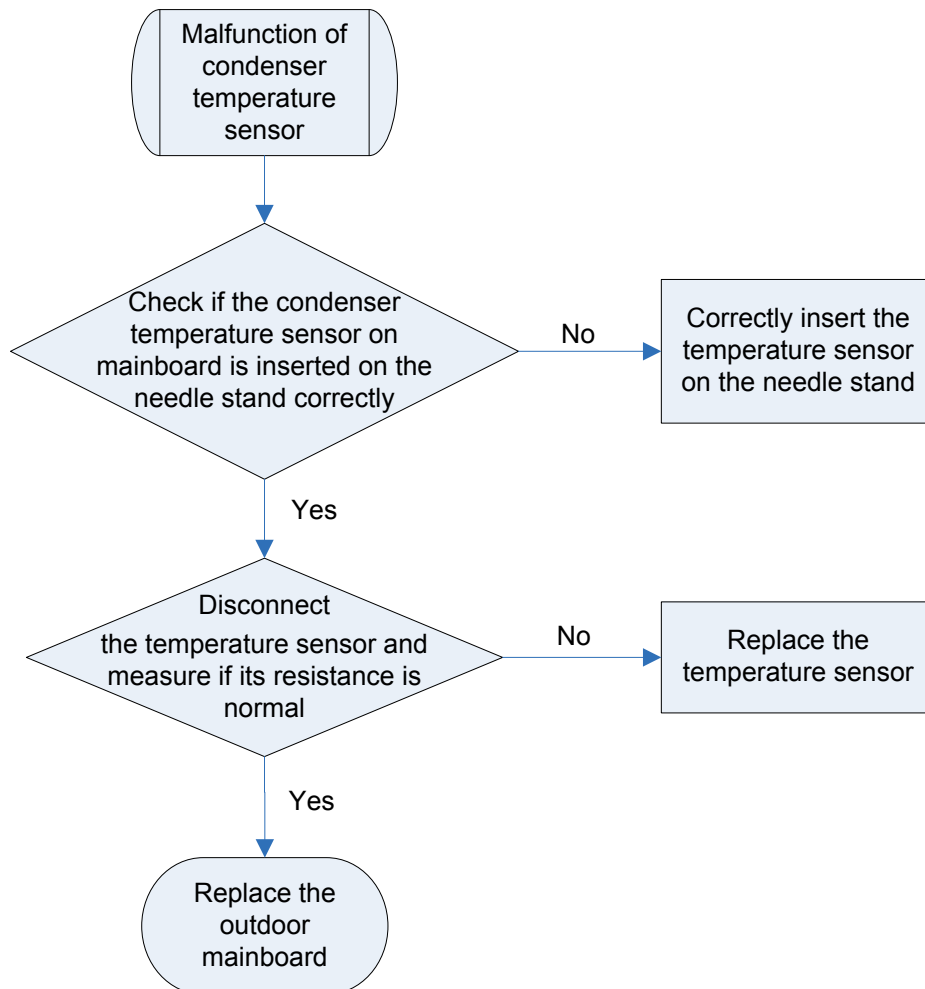 Malfunction of
condenser
temperature
sensor
Check if the condenser
temperature sensor on
mainboard is inserted on the
needle stand correctly
No
Correctly insert the
temperature sensor
on the needle stand
Yes
Disconnect
the temperature sensor and
measure if its resistance is
normal
No
Replace the
temperature sensor
Yes
Replace the
outdoor
mainboard